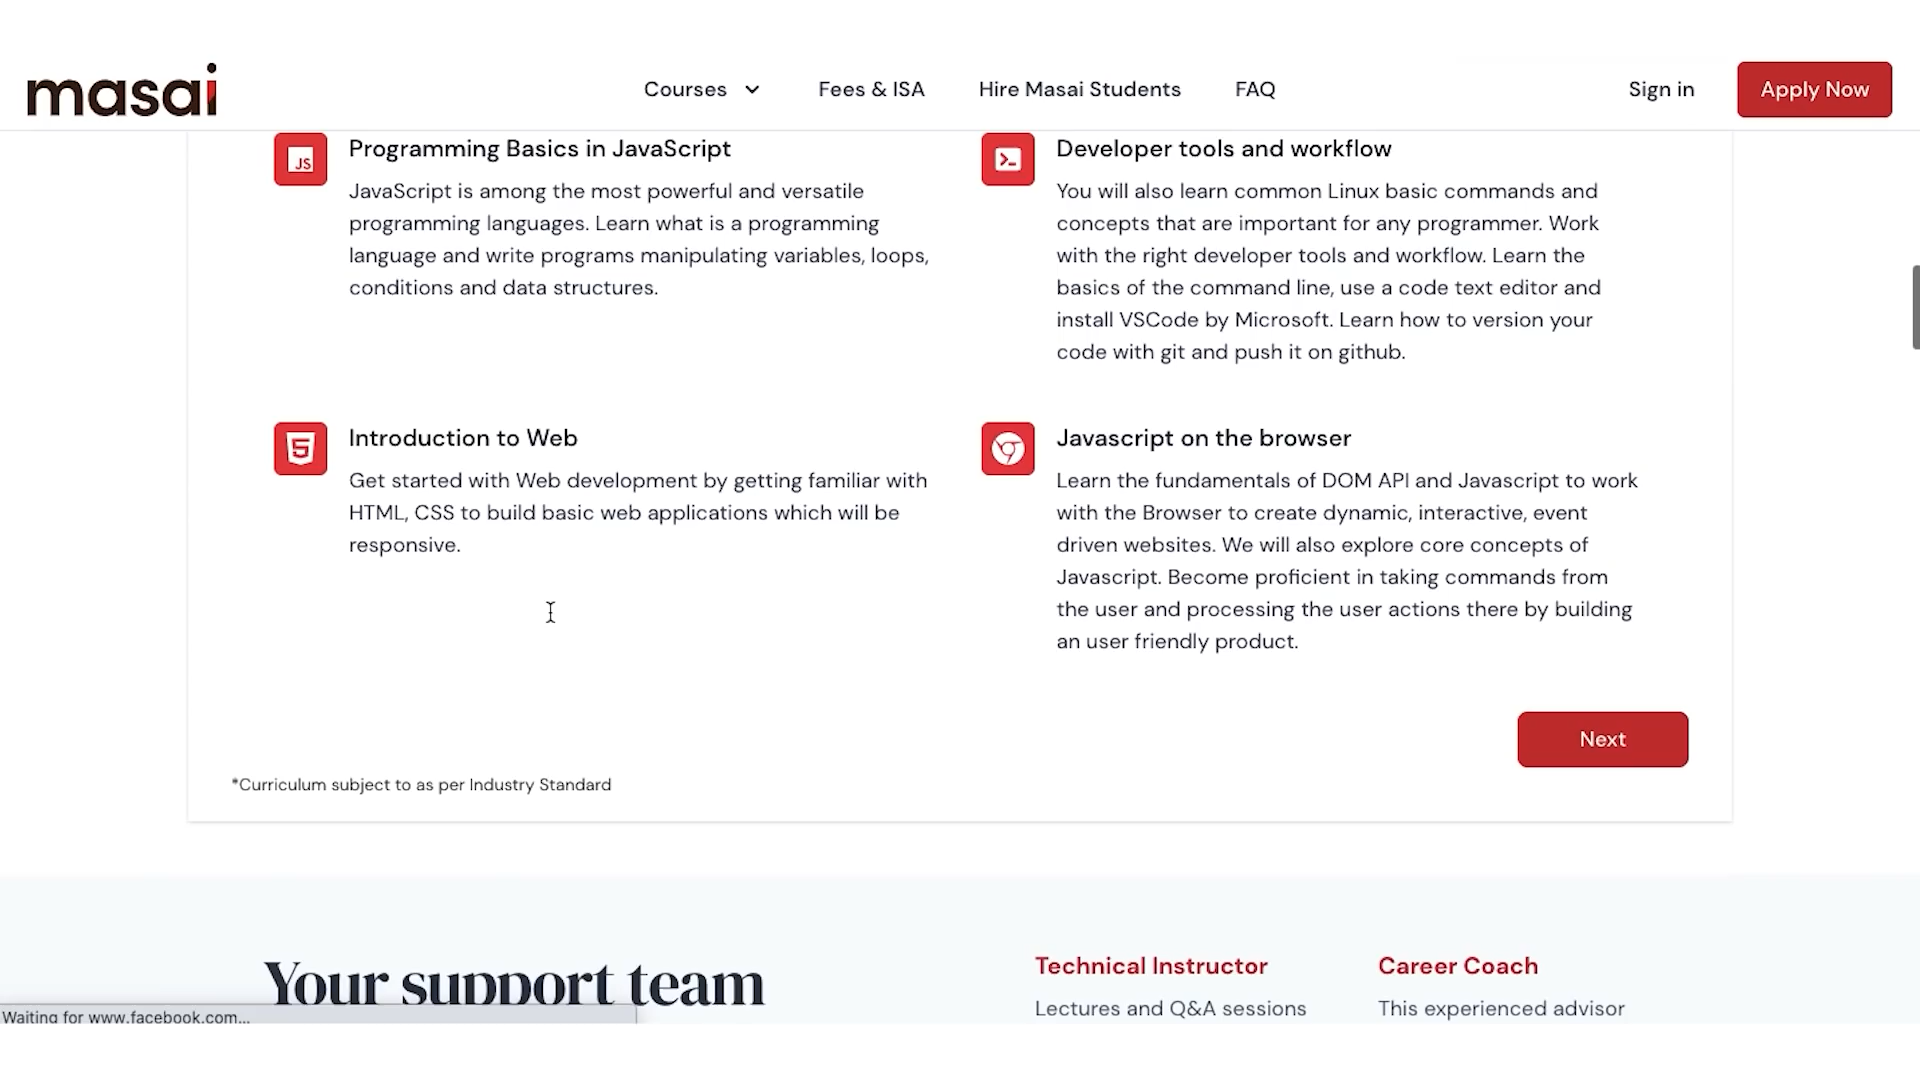 masai
Courses Fees & ISA Hire Masai Students FAQ Sign in Apply Now
JS
Programming Basics in JavaScript
JavaScript is among the most powerful and versatile
programming languages. Learn what is a programming
language and write programs manipulating variables, loops,
conditions and data structures.
Developer tools and workflow
You will also learn common Linux basic commands and
concepts that are important for any programmer. Work
with the right developer tools and workflow. Learn the
basics of the command line, use a code text editor and
install VSCode by Microsoft. Learn how to version your
code with git and push it on github.
5
Introduction to Web
Get started with Web development by getting familiar with
HTML, CSS to build basic web applications which will be
responsive.
Javascript on the browser
Learn the fundamentals of DOM API and Javascript to work
with the Browser to create dynamic, interactive, event
driven websites. We will also explore core concepts of
Javascript. Become proficient in taking commands from
the user and processing the user actions there by building
an user friendly product.
Next
*Curriculum subject to as per Industry Standard
Your support team
Technical Instructor
Lectures and Q&A sessions
Career Coach
This experienced advisor
Waiting for www.facebook.com...